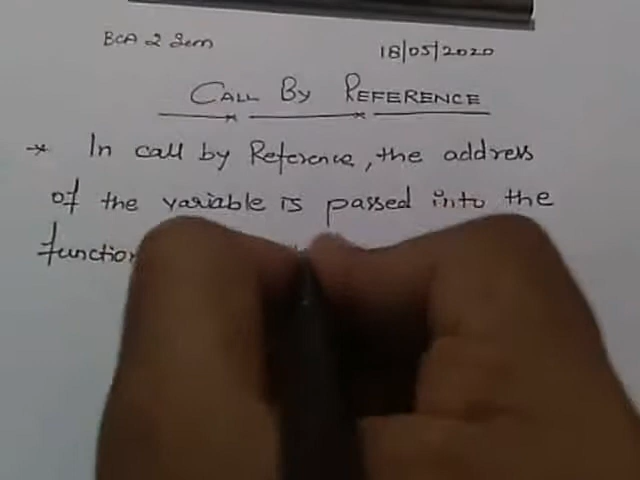 BCA 2 Sem
18/05/2020
CALL BY REFERENCE
* In call by Reference, the address
of the variable is passed into the
function